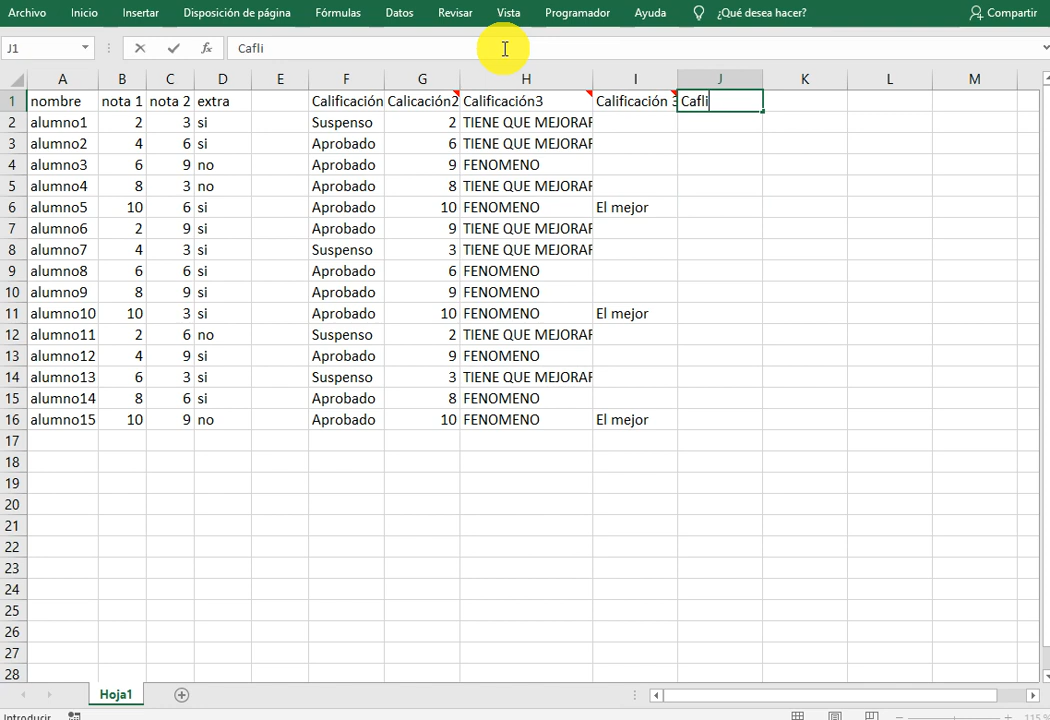 Archivo Inicio Insertar Disposición de página Fórmulas Datos Revisar Vista Programador Ayuda ¿Qué desea hacer? Compartir
J1 fx Cafli
A B C D E F G H I J K L M
1 nombre nota 1 nota 2 extra Calificación Calicación2 Calificación3 Calificación 3 Cafli
2 alumno1 2 3 si Suspenso 2 TIENE QUE MEJORAR
3 alumno2 4 6 si Aprobado 6 TIENE QUE MEJORAR
4 alumno3 6 9 no Aprobado 9 FENOMENO
5 alumno4 8 3 no Aprobado 8 TIENE QUE MEJORAR
6 alumno5 10 6 si Aprobado 10 FENOMENO El mejor
7 alumno6 2 9 si Aprobado 9 TIENE QUE MEJORAR
8 alumno7 4 3 si Suspenso 3 TIENE QUE MEJORAR
9 alumno8 6 6 si Aprobado 6 FENOMENO
10 alumno9 8 9 si Aprobado 9 FENOMENO
11 alumno10 10 3 si Aprobado 10 FENOMENO El mejor
12 alumno11 2 6 no Suspenso 2 TIENE QUE MEJORAR
13 alumno12 4 9 si Aprobado 9 FENOMENO
14 alumno13 6 3 si Suspenso 3 TIENE QUE MEJORAR
15 alumno14 8 6 si Aprobado 8 FENOMENO
16 alumno15 10 9 no Aprobado 10 FENOMENO El mejor
17
18
19
20
21
22
23
24
25
26
27
28
Hoja1
Introducir 115 %